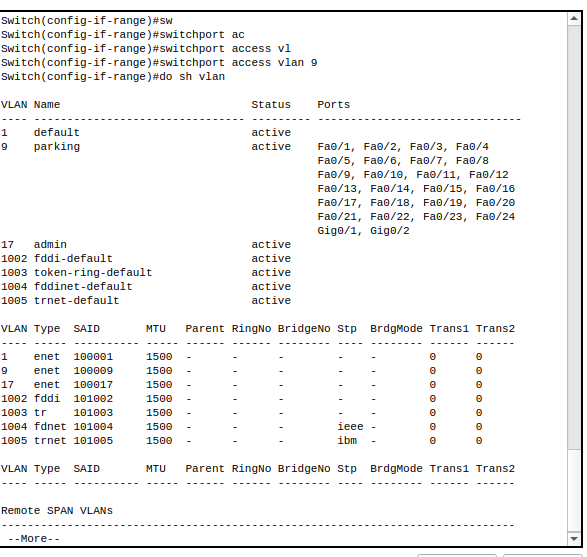 Switch(config-if-range)#sw
Switch(config-if-range)#switchport ac
Switch(config-if-range)#switchport access vl
Switch(config-if-range)#switchport access vlan 9
Switch(config-if-range)#do sh vlan

VLAN Name                             Status    Ports
---- -------------------------------- --------- -------------------------------
1    default                          active
9    parking                          active    Fa0/1, Fa0/2, Fa0/3, Fa0/4
                                                Fa0/5, Fa0/6, Fa0/7, Fa0/8
                                                Fa0/9, Fa0/10, Fa0/11, Fa0/12
                                                Fa0/13, Fa0/14, Fa0/15, Fa0/16
                                                Fa0/17, Fa0/18, Fa0/19, Fa0/20
                                                Fa0/21, Fa0/22, Fa0/23, Fa0/24
                                                Gig0/1, Gig0/2
17   admin                            active
1002 fddi-default                     active
1003 token-ring-default               active
1004 fddinet-default                  active
1005 trnet-default                    active

VLAN Type  SAID       MTU   Parent RingNo BridgeNo Stp  BrdgMode Trans1 Trans2
---- ----- ---------- ----- ------ ------ -------- ---- -------- ------ ------
1    enet  100001     1500  -      -      -        -    -        0      0
9    enet  100009     1500  -      -      -        -    -        0      0
17   enet  100017     1500  -      -      -        -    -        0      0
1002 fddi  101002     1500  -      -      -        -    -        0      0
1003 tr    101003     1500  -      -      -        -    -        0      0
1004 fdnet 101004     1500  -      -      -        ieee -        0      0
1005 trnet 101005     1500  -      -      -        ibm  -        0      0

VLAN Type  SAID       MTU   Parent RingNo BridgeNo Stp  BrdgMode Trans1 Trans2
---- ----- ---------- ----- ------ ------ -------- ---- -------- ------ ------

Remote SPAN VLANs
------------------------------------------------------------------------------
 --More--